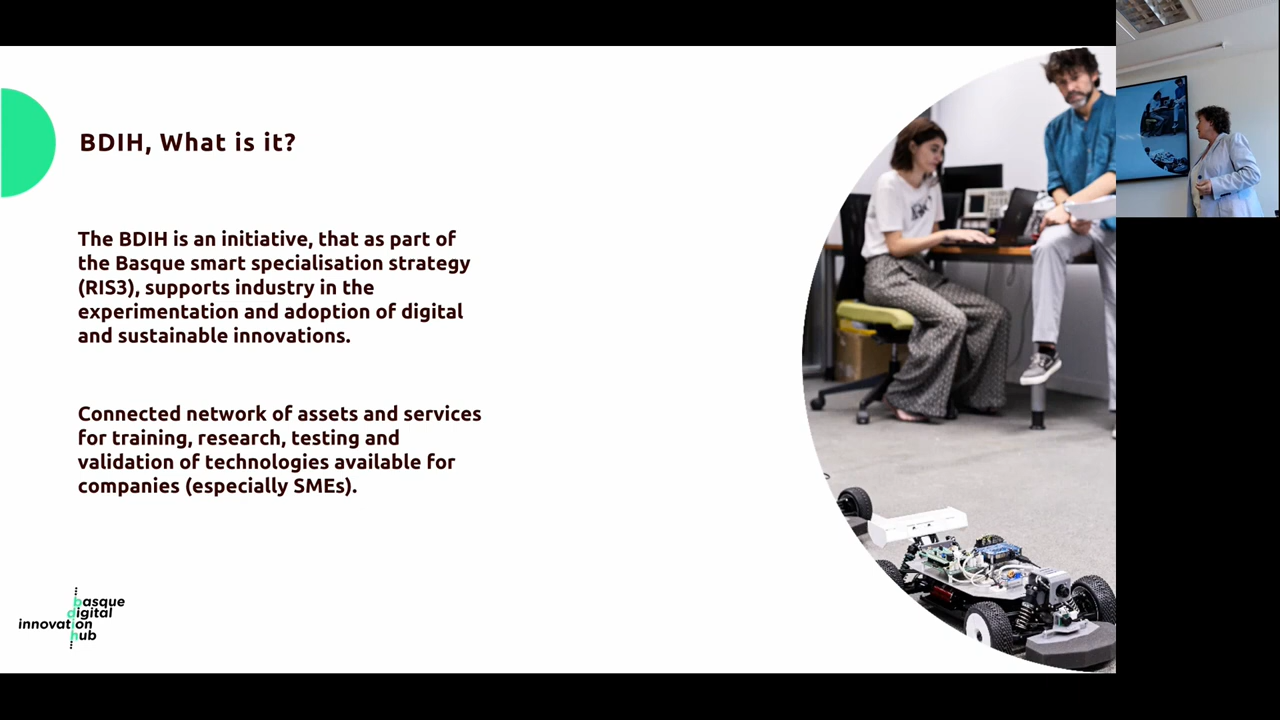 BDIH, What is it?
The BDIH is an initiative, that as part of
the Basque smart specialisation strategy
(RIS3), supports industry in the
experimentation and adoption of digital
and sustainable innovations.
Connected network of assets and services
for training, research, testing and
validation of technologies available for
companies (especially SMEs).
basque
digital
innovation
hub